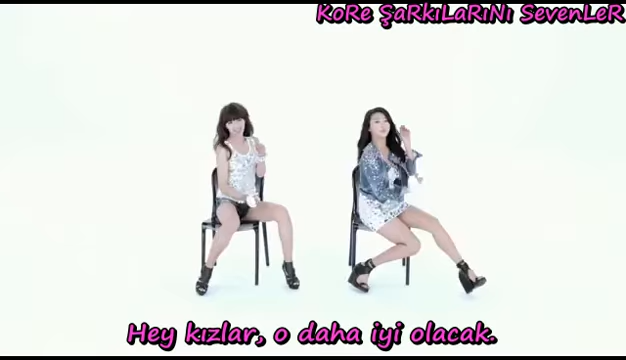 KoRe ŞaRkıLaRıNı SevenLeR
Hey kızlar, o daha iyi olacak.